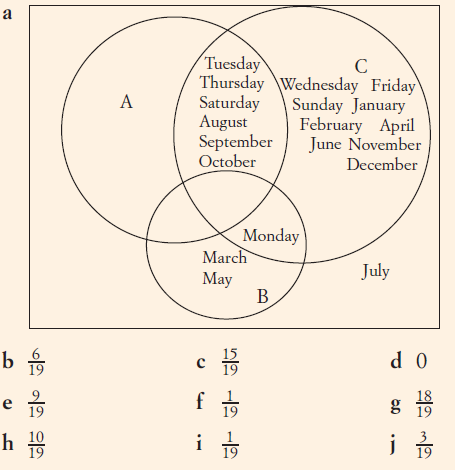 a
Tuesday
C
Thursday
Wednesday Friday
A
Saturday
Sunday January
August
February April
September
June November
October
December
Monday
March
May
July
B
b 6/19 c 15/19 d 0
e 9/19 f 1/19 g 18/19
h 10/19 i 1/19 j 3/19